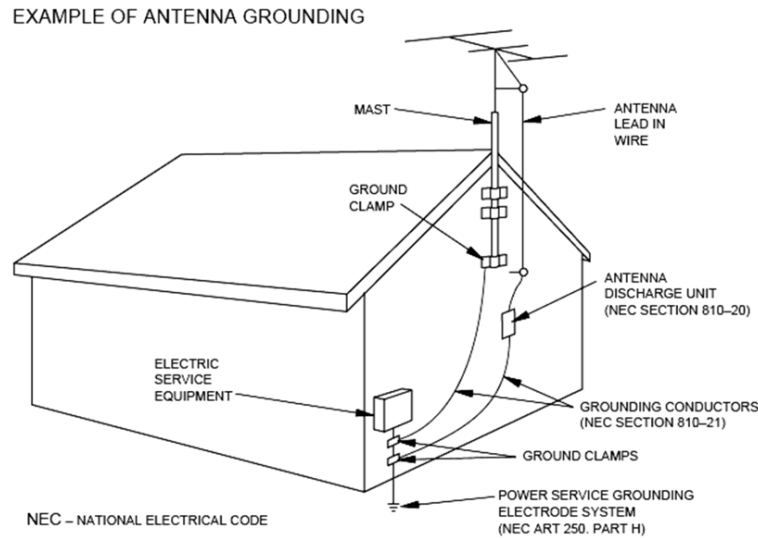 EXAMPLE OF ANTENNA GROUNDING
MAST
ANTENNA
LEAD IN
WIRE
GROUND
CLAMP
ANTENNA
DISCHARGE UNIT
(NEC SECTION 810–20)
ELECTRIC
SERVICE
EQUIPMENT
GROUNDING CONDUCTORS
(NEC SECTION 810–21)
GROUND CLAMPS
POWER SERVICE GROUNDING
ELECTRODE SYSTEM
(NEC ART 250. PART H)
NEC – NATIONAL ELECTRICAL CODE